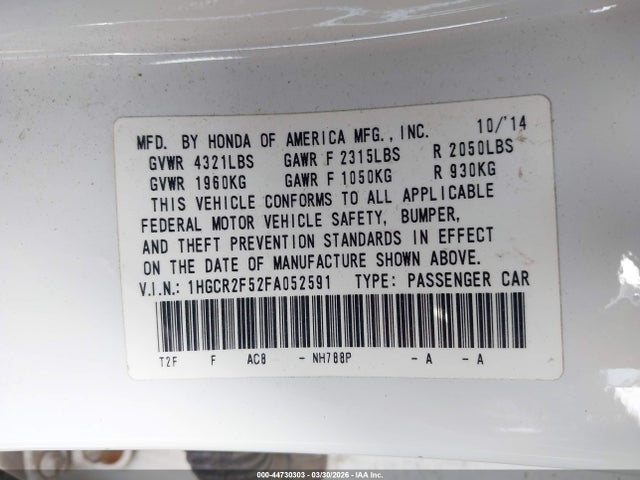 MFD. BY HONDA OF AMERICA MFG., INC. 10/'14
GVWR 4321LBS GAWR F 2315LBS R 2050LBS
GVWR 1960KG GAWR F 1050KG R 930KG
THIS VEHICLE CONFORMS TO ALL APPLICABLE
FEDERAL MOTOR VEHICLE SAFETY, BUMPER,
AND THEFT PREVENTION STANDARDS IN EFFECT
ON THE DATE OF MANUFACTURE SHOWN ABOVE.
V.I.N.: 1HGCR2F52FA052591 TYPE: PASSENGER CAR
T2F F AC8 - NH788P - A - A
000-44730303 — 03/30/2026 — IAA Inc.